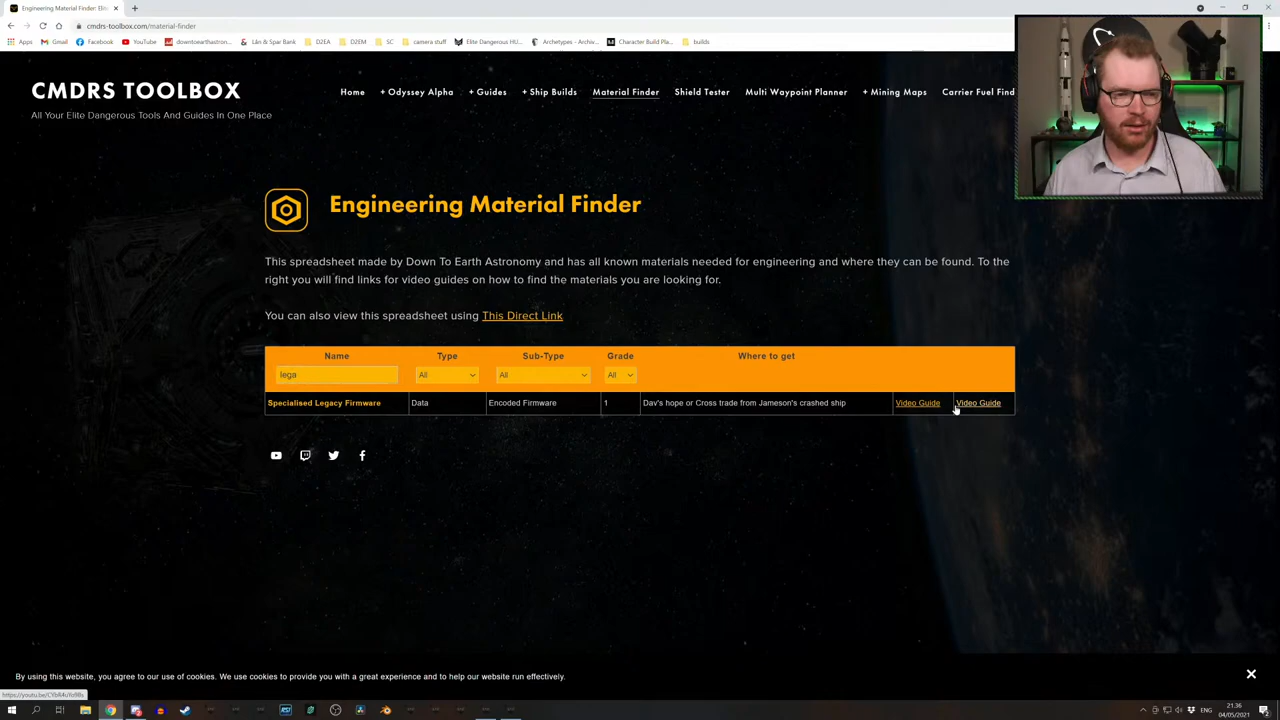 Engineering Material Finder: Elite
cmdrs-toolbox.com/material-finder
Apps Gmail Facebook YouTube downtoearthastron... Lån & Spar Bank D2EA D2EM SC camera stuff Elite Dangerous HU... Archetypes - Archiv... Character Build Pla... builds
CMDRS TOOLBOX
All Your Elite Dangerous Tools And Guides In One Place
Home + Odyssey Alpha + Guides + Ship Builds Material Finder Shield Tester Multi Waypoint Planner + Mining Maps Carrier Fuel Find
Engineering Material Finder
This spreadsheet made by Down To Earth Astronomy and has all known materials needed for engineering and where they can be found. To the
right you will find links for video guides on how to find the materials you are looking for.
You can also view this spreadsheet using This Direct Link
Name Type Sub-Type Grade Where to get
lega All All All
Specialised Legacy Firmware Data Encoded Firmware 1 Dav's hope or Cross trade from Jameson's crashed ship Video Guide Video Guide
By using this website, you agree to our use of cookies. We use cookies to provide you with a great experience and to help our website run effectively.
ENG
21.36
04/05/2021